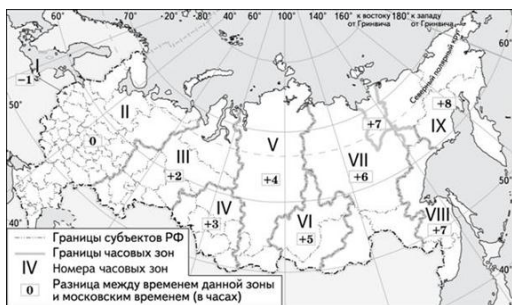 -20° -40 -60 80° 100° 120° 140° 160° к востоку от Гринвича 180° к западу от Гринвича
60°
Северный полярный круг
60°
I
−1
II
+8
+7
IX
50°
50°
0
III
V
VII
+2
+4
+6
IV
VI
VIII
+3
+5
+7
40°
40°
Границы субъектов РФ
Границы часовых зон
IV Номера часовых зон
0 Разница между временем данной зоны
и московским временем (в часах)